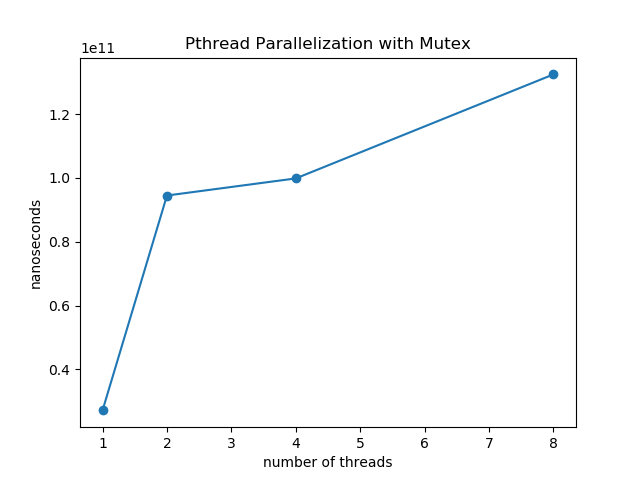 Pthread Parallelization with Mutex
1e11
1.2
1.0
0.8
0.6
0.4
nanoseconds
1 2 3 4 5 6 7 8
number of threads